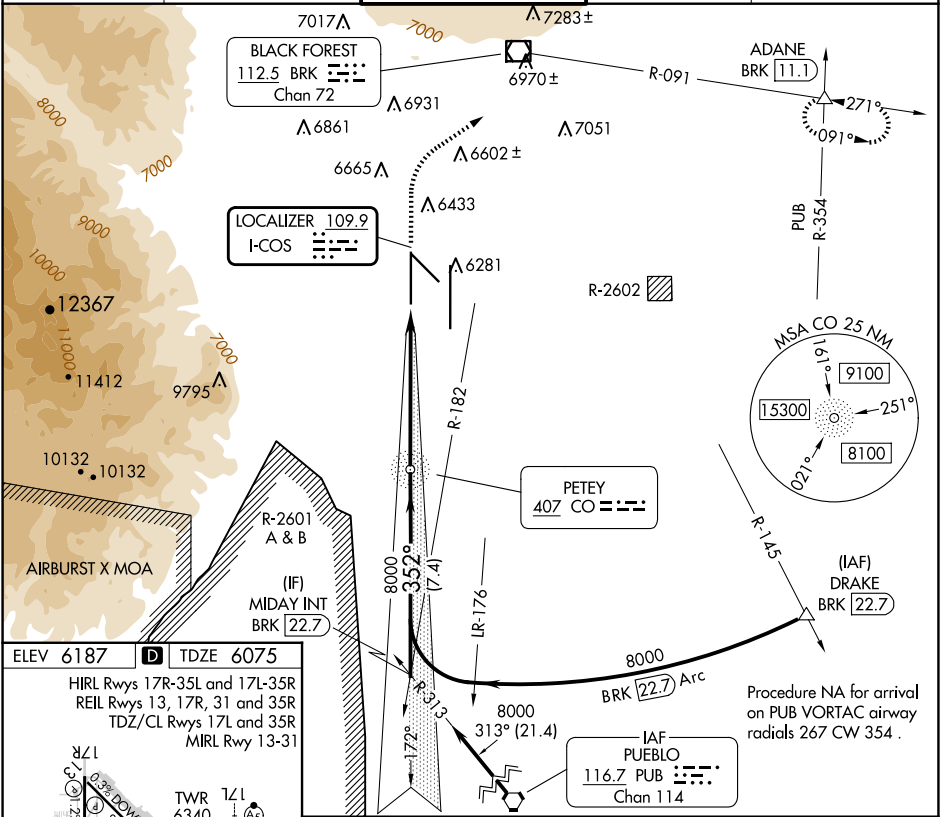 7017
7000
7283±
BLACK FOREST
112.5 BRK
Chan 72
6970±
R-091
ADANE
BRK 11.1
8000
6931
6861
7051
271°
091°
7000
6665
6602±
PUB
R-354
9000
6433
LOCALIZER 109.9
I-COS
10000
6281
R-2602
12367
MSA CO 25 NM
11000
7000
191°
9100
11412
9795
15300
251°
R-182
8100
021°
10132
10132
PETEY
407 CO
R-2601
A & B
8000
352°
(7.4)
R-145
AIRBURST X MOA
(IF)
MIDAY INT
BRK 22.7
LR-176
(IAF)
DRAKE
BRK 22.7
ELEV 6187
D
TDZE 6075
8000
BRK 22.7 Arc
HIRL Rwys 17R-35L and 17L-35R
REIL Rwys 13, 17R, 31 and 35R
TDZ/CL Rwys 17L and 35R
MIRL Rwy 13-31
R-313
8000
313° (21.4)
Procedure NA for arrival
on PUB VORTAC airway
radials 267 CW 354 .
172°
IAF
PUEBLO
116.7 PUB
Chan 114
17R
0.3% DOW
P
P
TWR
6340
17L
A5